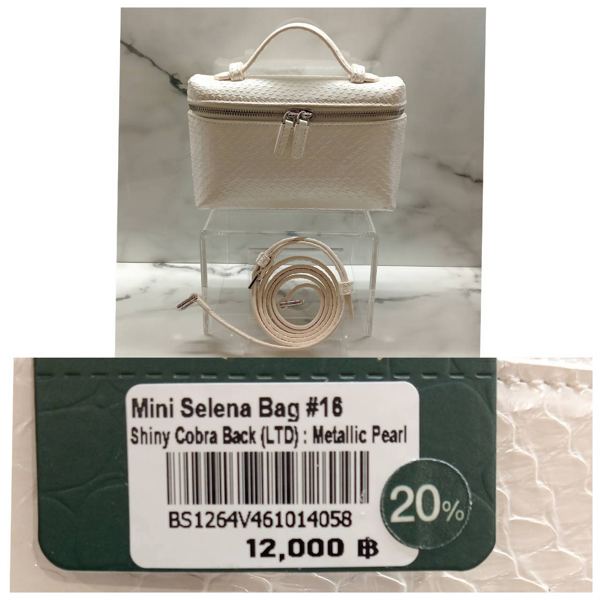 Mini Selena Bag #16
Shiny Cobra Back (LTD) : Metallic Pearl
BS1264V461014058
20%
12,000 ฿